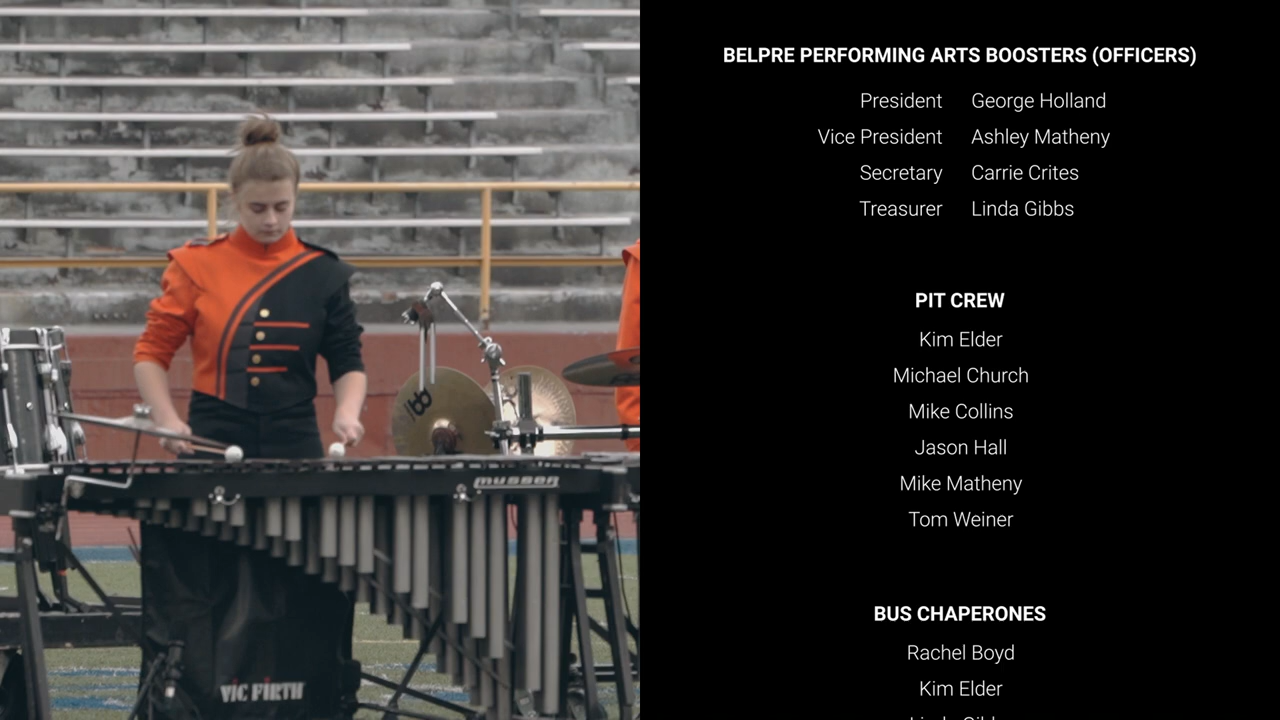 BELPRE PERFORMING ARTS BOOSTERS (OFFICERS)
President George Holland
Vice President Ashley Matheny
Secretary Carrie Crites
Treasurer Linda Gibbs
PIT CREW
Kim Elder
Michael Church
Mike Collins
Jason Hall
Mike Matheny
Tom Weiner
BUS CHAPERONES
Rachel Boyd
Kim Elder
musser
VIC FIRTH